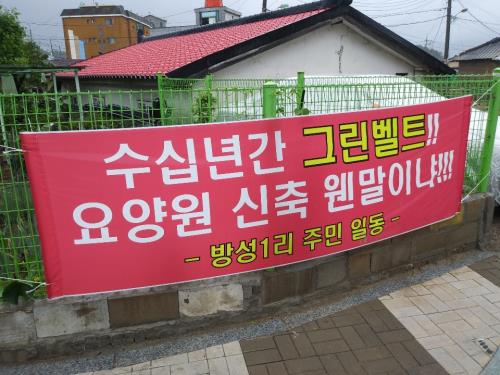 수십년간 그린벨트!!
요양원 신축 웬말이냐!!!
- 방성1리 주민 일동 -